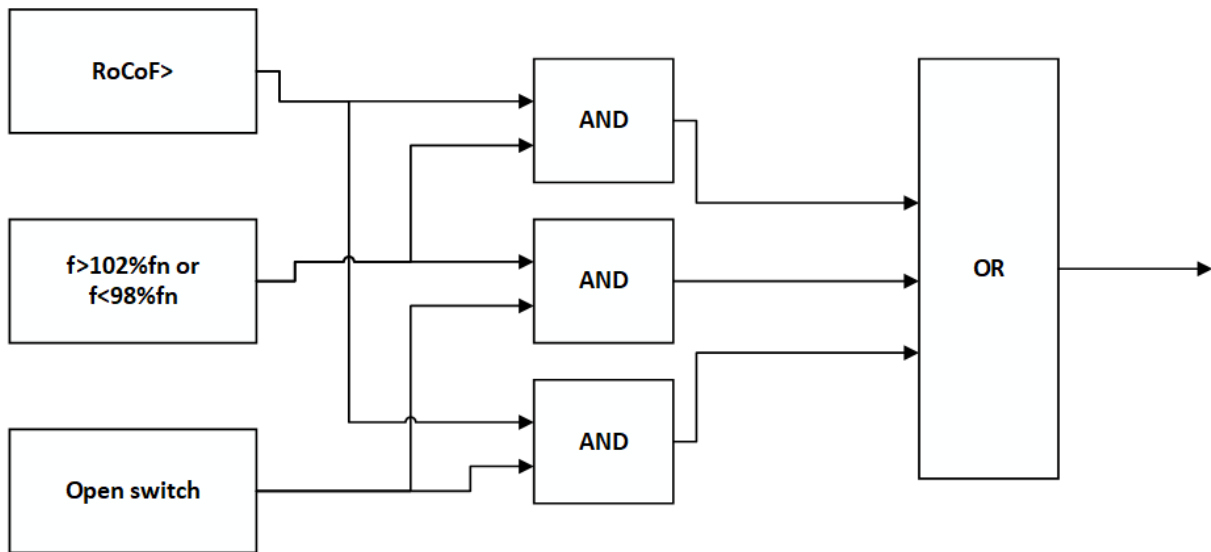 RoCoF>
AND
f>102%fn or
f<98%fn
AND
OR
Open switch
AND